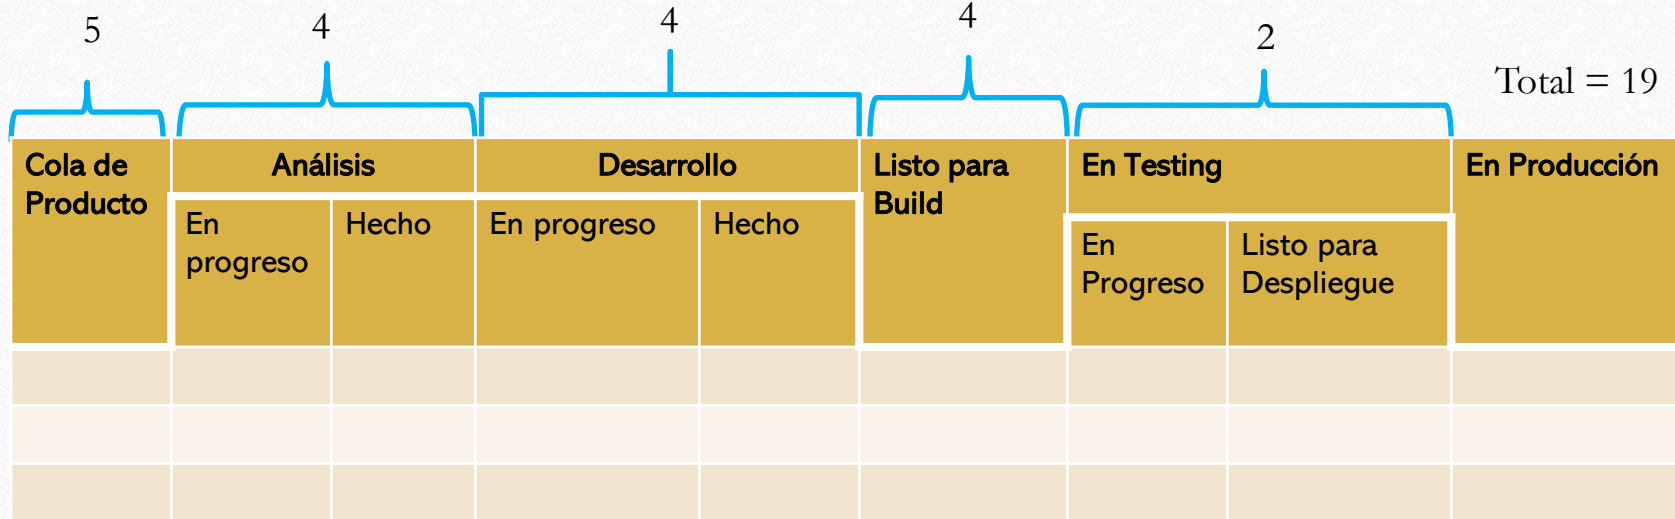 5
4
4
4
2
Total = 19
Cola de
Producto
Análisis
Desarrollo
Listo para
Build
En Testing
En Producción
En
progreso
Hecho
En progreso
Hecho
En
Progreso
Listo para
Despliegue